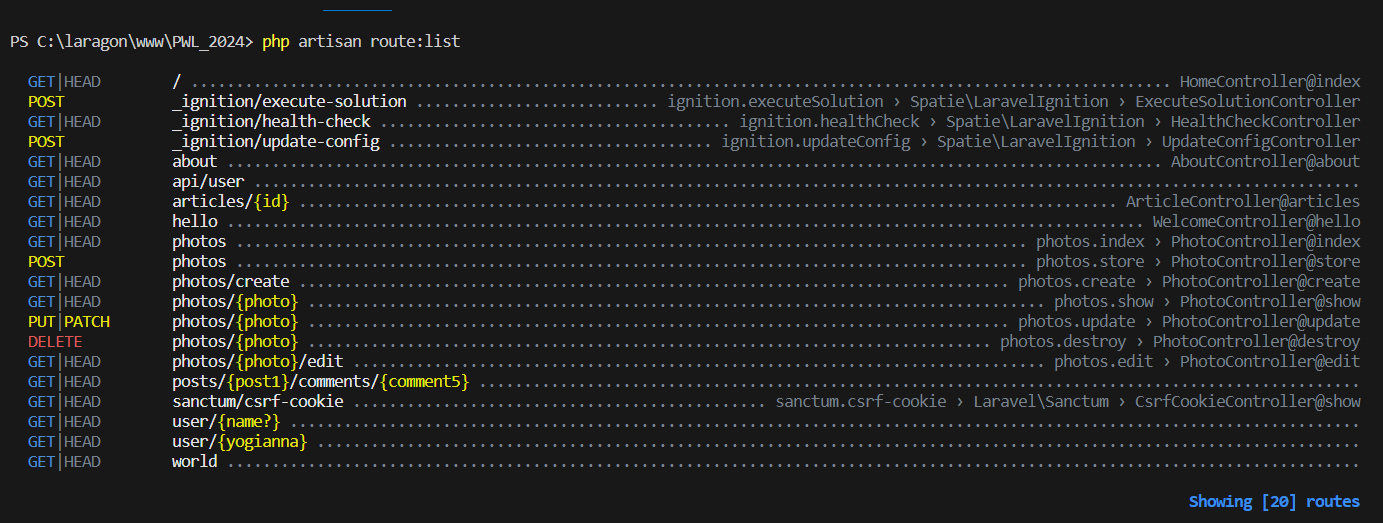 PS C:\laragon\www\PWL_2024> php artisan route:list
GET|HEAD / ............................................................................................................ HomeController@index
POST _ignition/execute-solution ........................... ignition.executeSolution › Spatie\LaravelIgnition › ExecuteSolutionController
GET|HEAD _ignition/health-check ....................................... ignition.healthCheck › Spatie\LaravelIgnition › HealthCheckController
POST _ignition/update-config .................................... ignition.updateConfig › Spatie\LaravelIgnition › UpdateConfigController
GET|HEAD about ........................................................................................................ AboutController@about
GET|HEAD api/user ...........................................................................................................................
GET|HEAD articles/{id} ........................................................................................... ArticleController@articles
GET|HEAD hello ...................................................................................................... WelcomeController@hello
GET|HEAD photos ........................................................................................ photos.index › PhotoController@index
POST photos ........................................................................................ photos.store › PhotoController@store
GET|HEAD photos/create ............................................................................... photos.create › PhotoController@create
GET|HEAD photos/{photo} .................................................................................. photos.show › PhotoController@show
PUT|PATCH photos/{photo} .............................................................................. photos.update › PhotoController@update
DELETE photos/{photo} ............................................................................ photos.destroy › PhotoController@destroy
GET|HEAD photos/{photo}/edit ............................................................................. photos.edit › PhotoController@edit
GET|HEAD posts/{post1}/comments/{comment5} ..................................................................................................
GET|HEAD sanctum/csrf-cookie .............................................. sanctum.csrf-cookie › Laravel\Sanctum › CsrfCookieController@show
GET|HEAD user/{name?} .......................................................................................................................
GET|HEAD user/{yogianna} ....................................................................................................................
GET|HEAD world ..............................................................................................................................
Showing [20] routes